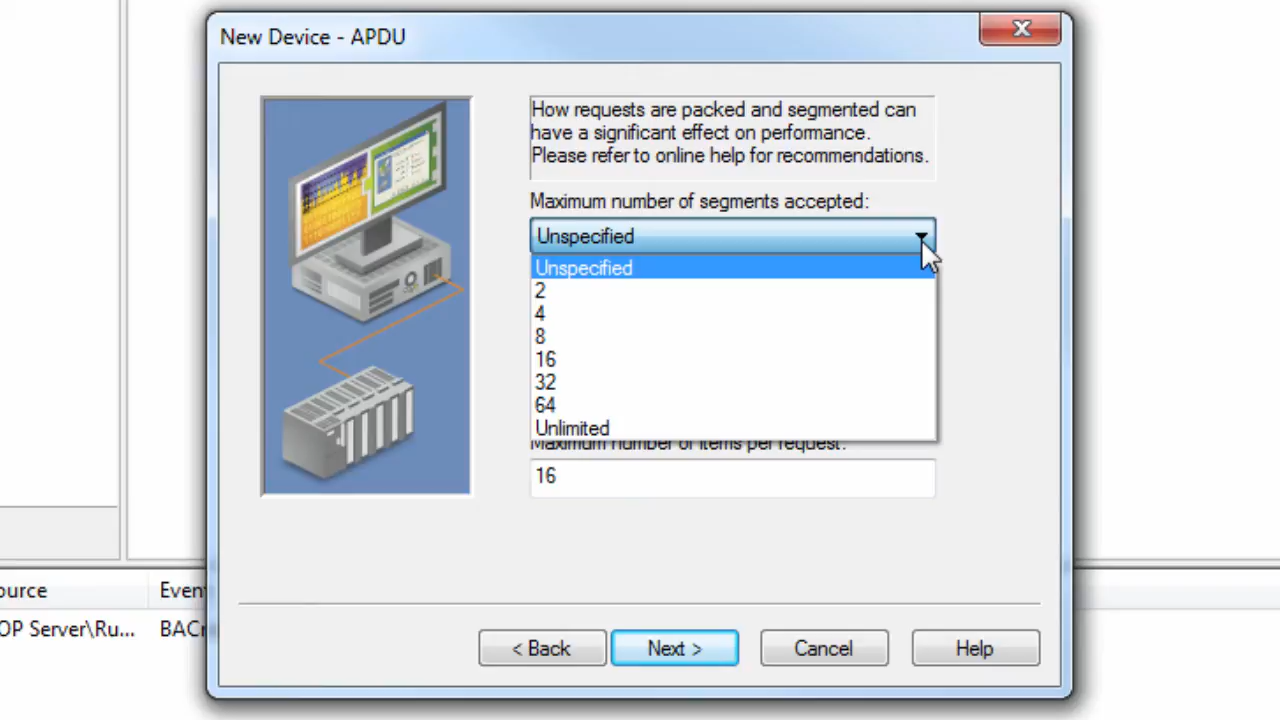 New Device - APDU
How requests are packed and segmented can
have a significant effect on performance.
Please refer to online help for recommendations.
Maximum number of segments accepted:
Unspecified
Unspecified
2
4
8
16
32
64
Unlimited
Maximum number of items per request:
16
ource
Even
OP Server\Ru...
BAC
< Back
Next >
Cancel
Help